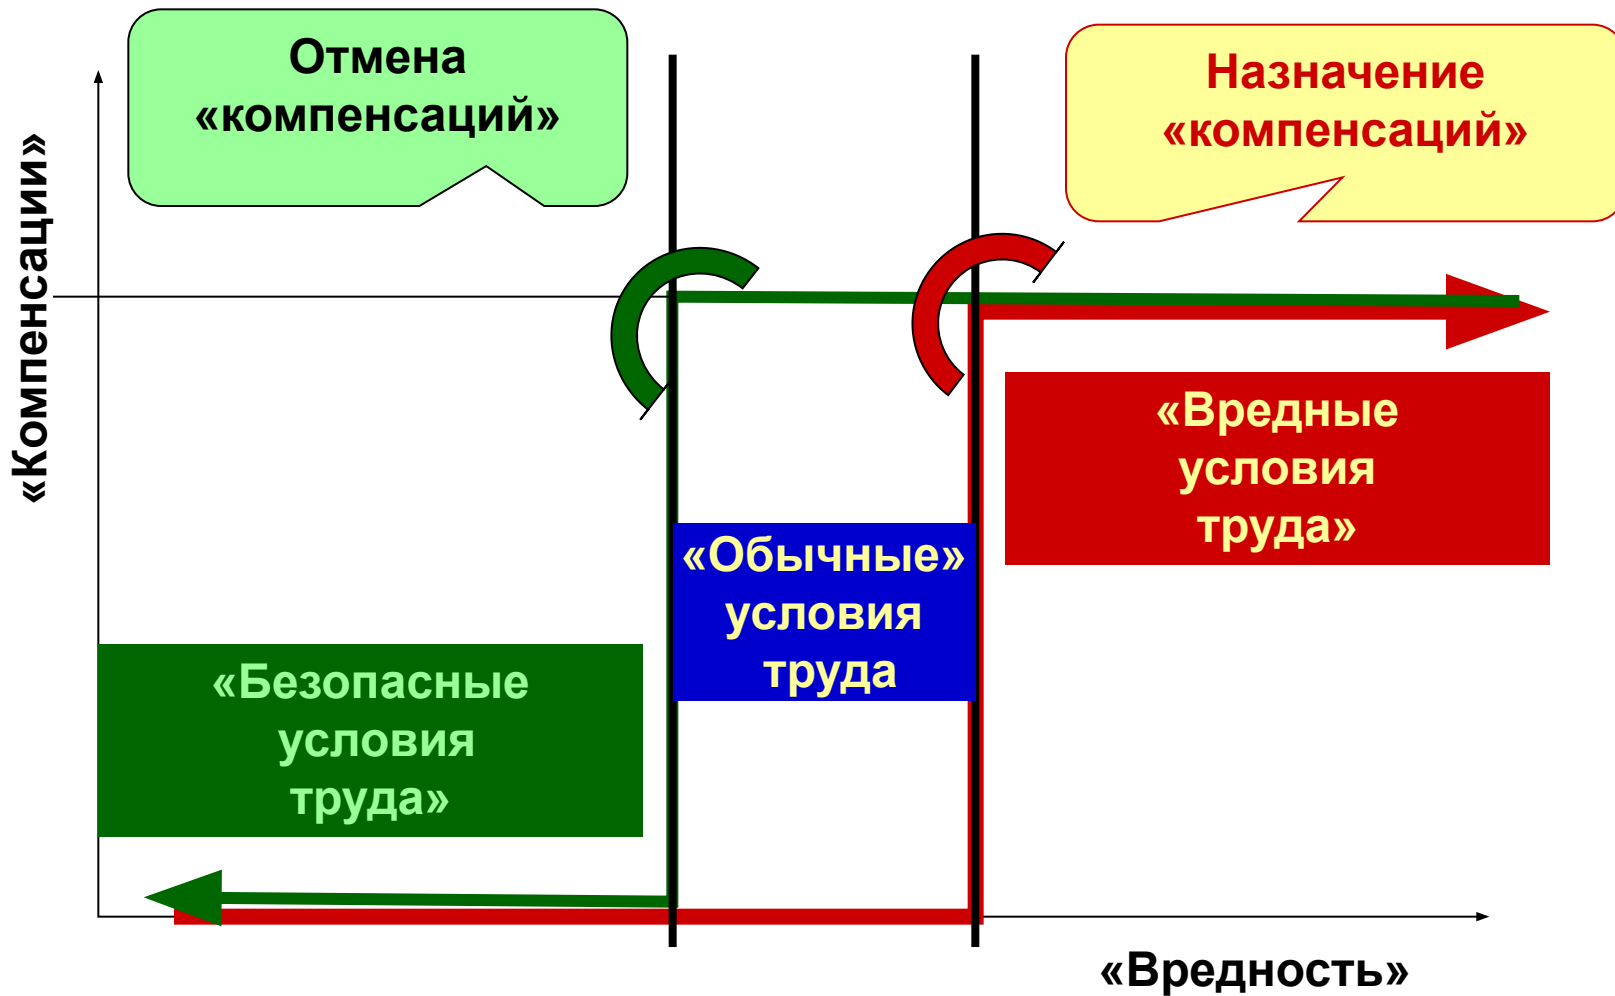 Отмена
«компенсаций»
Назначение
«компенсаций»
«Компенсации»
«Вредные
условия
труда»
«Обычные»
условия
труда
«Безопасные
условия
труда»
«Вредность»